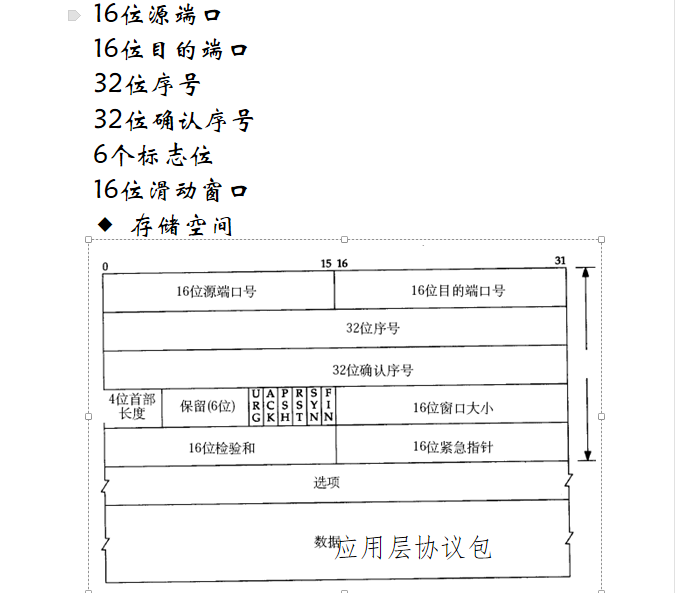 16位源端口
16位目的端口
32位序号
32位确认序号
6个标志位
16位滑动窗口
◆ 存储空间
0 15 16 31
16位源端口号 16位目的端口号
32位序号
32位确认序号
4位首部长度 保留(6位) URG ACK PSH RST SYN FIN 16位窗口大小
16位检验和 16位紧急指针
选项
数据 应用层协议包